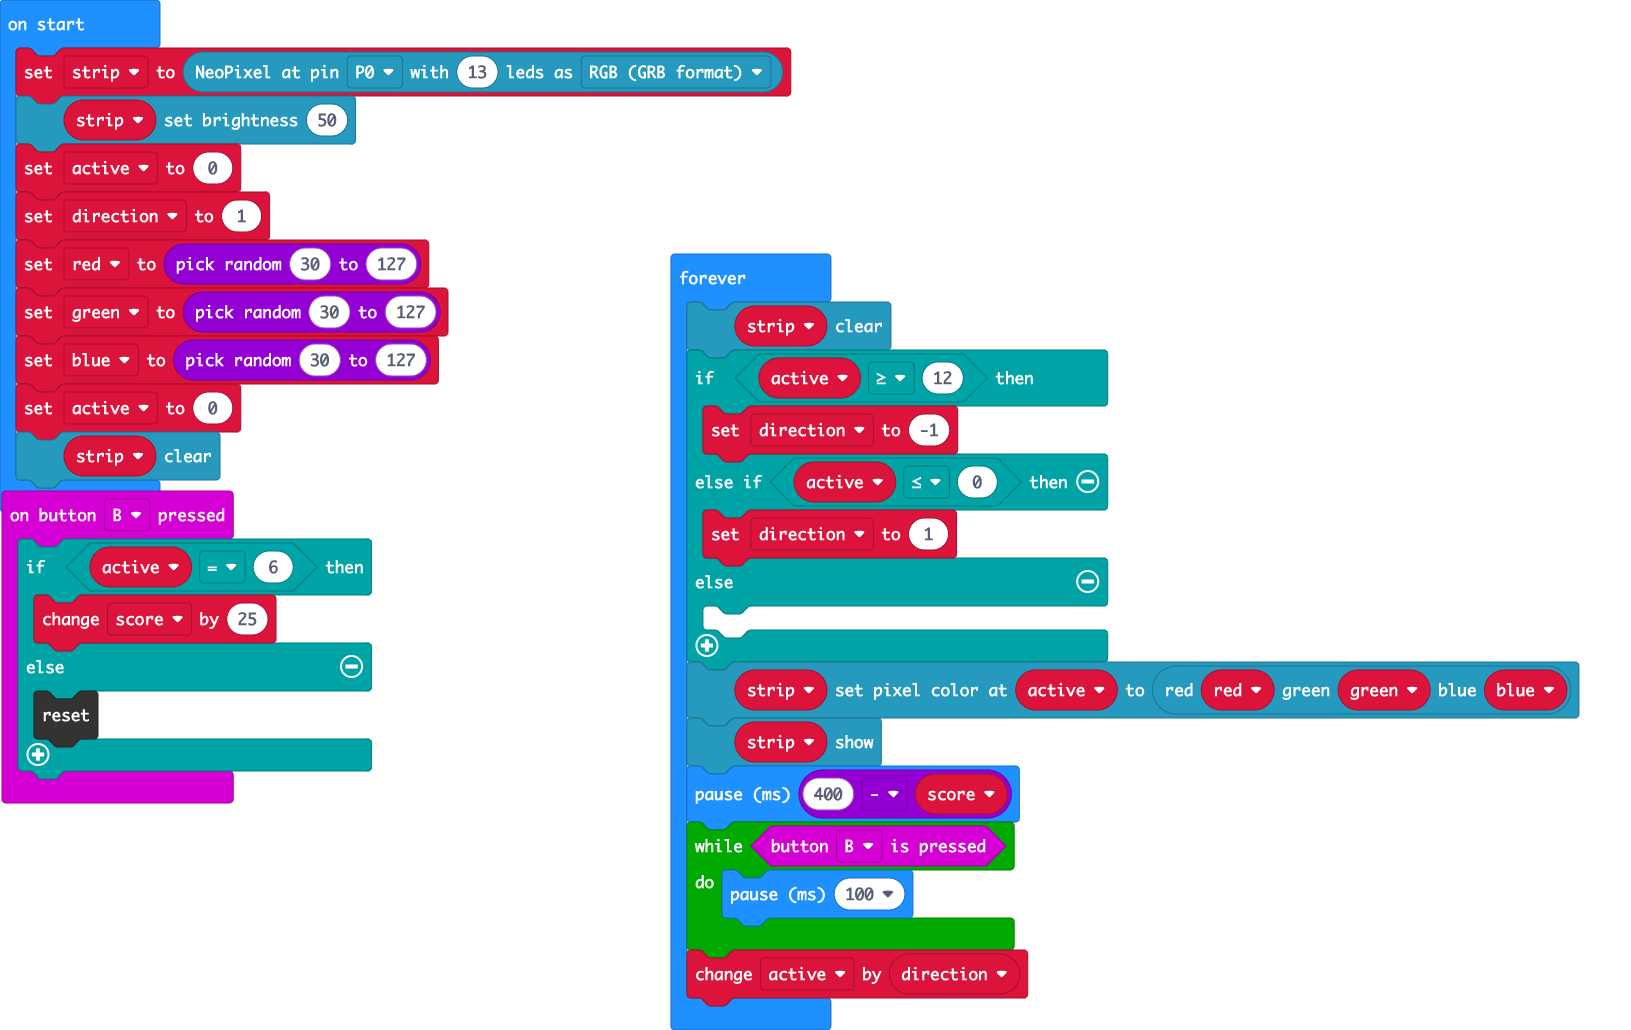 on start
set strip to NeoPixel at pin P0 with 13 leds as RGB (GRB format)
strip set brightness 50
set active to 0
set direction to 1
set red to pick random 30 to 127
set green to pick random 30 to 127
set blue to pick random 30 to 127
set active to 0
strip clear
on button B pressed
if active = 6 then
change score by 25
else
reset
forever
strip clear
if active ≥ 12 then
set direction to -1
else if active ≤ 0 then
set direction to 1
else
strip set pixel color at active to red red green green blue blue
strip show
pause (ms) 400 - score
while button B is pressed
do pause (ms) 100
change active by direction